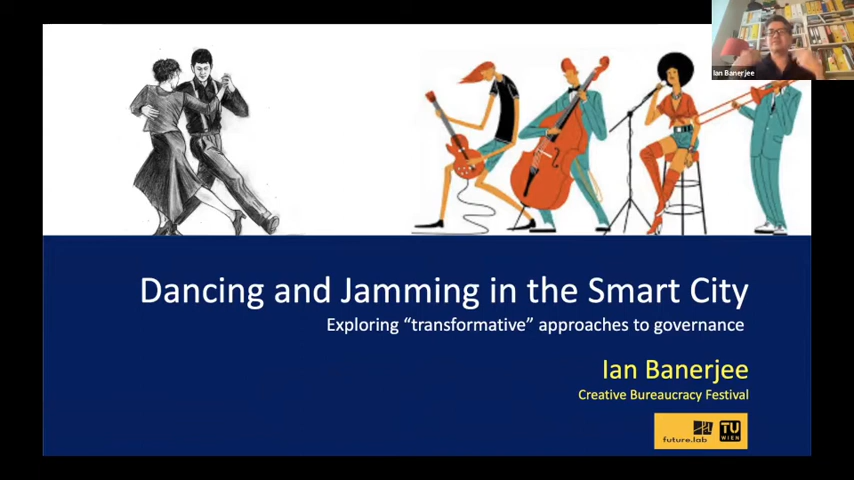 Ian Banerjee
Dancing and Jamming in the Smart City
Exploring “transformative” approaches to governance
Ian Banerjee
Creative Bureaucracy Festival
future.lab
TU
WIEN